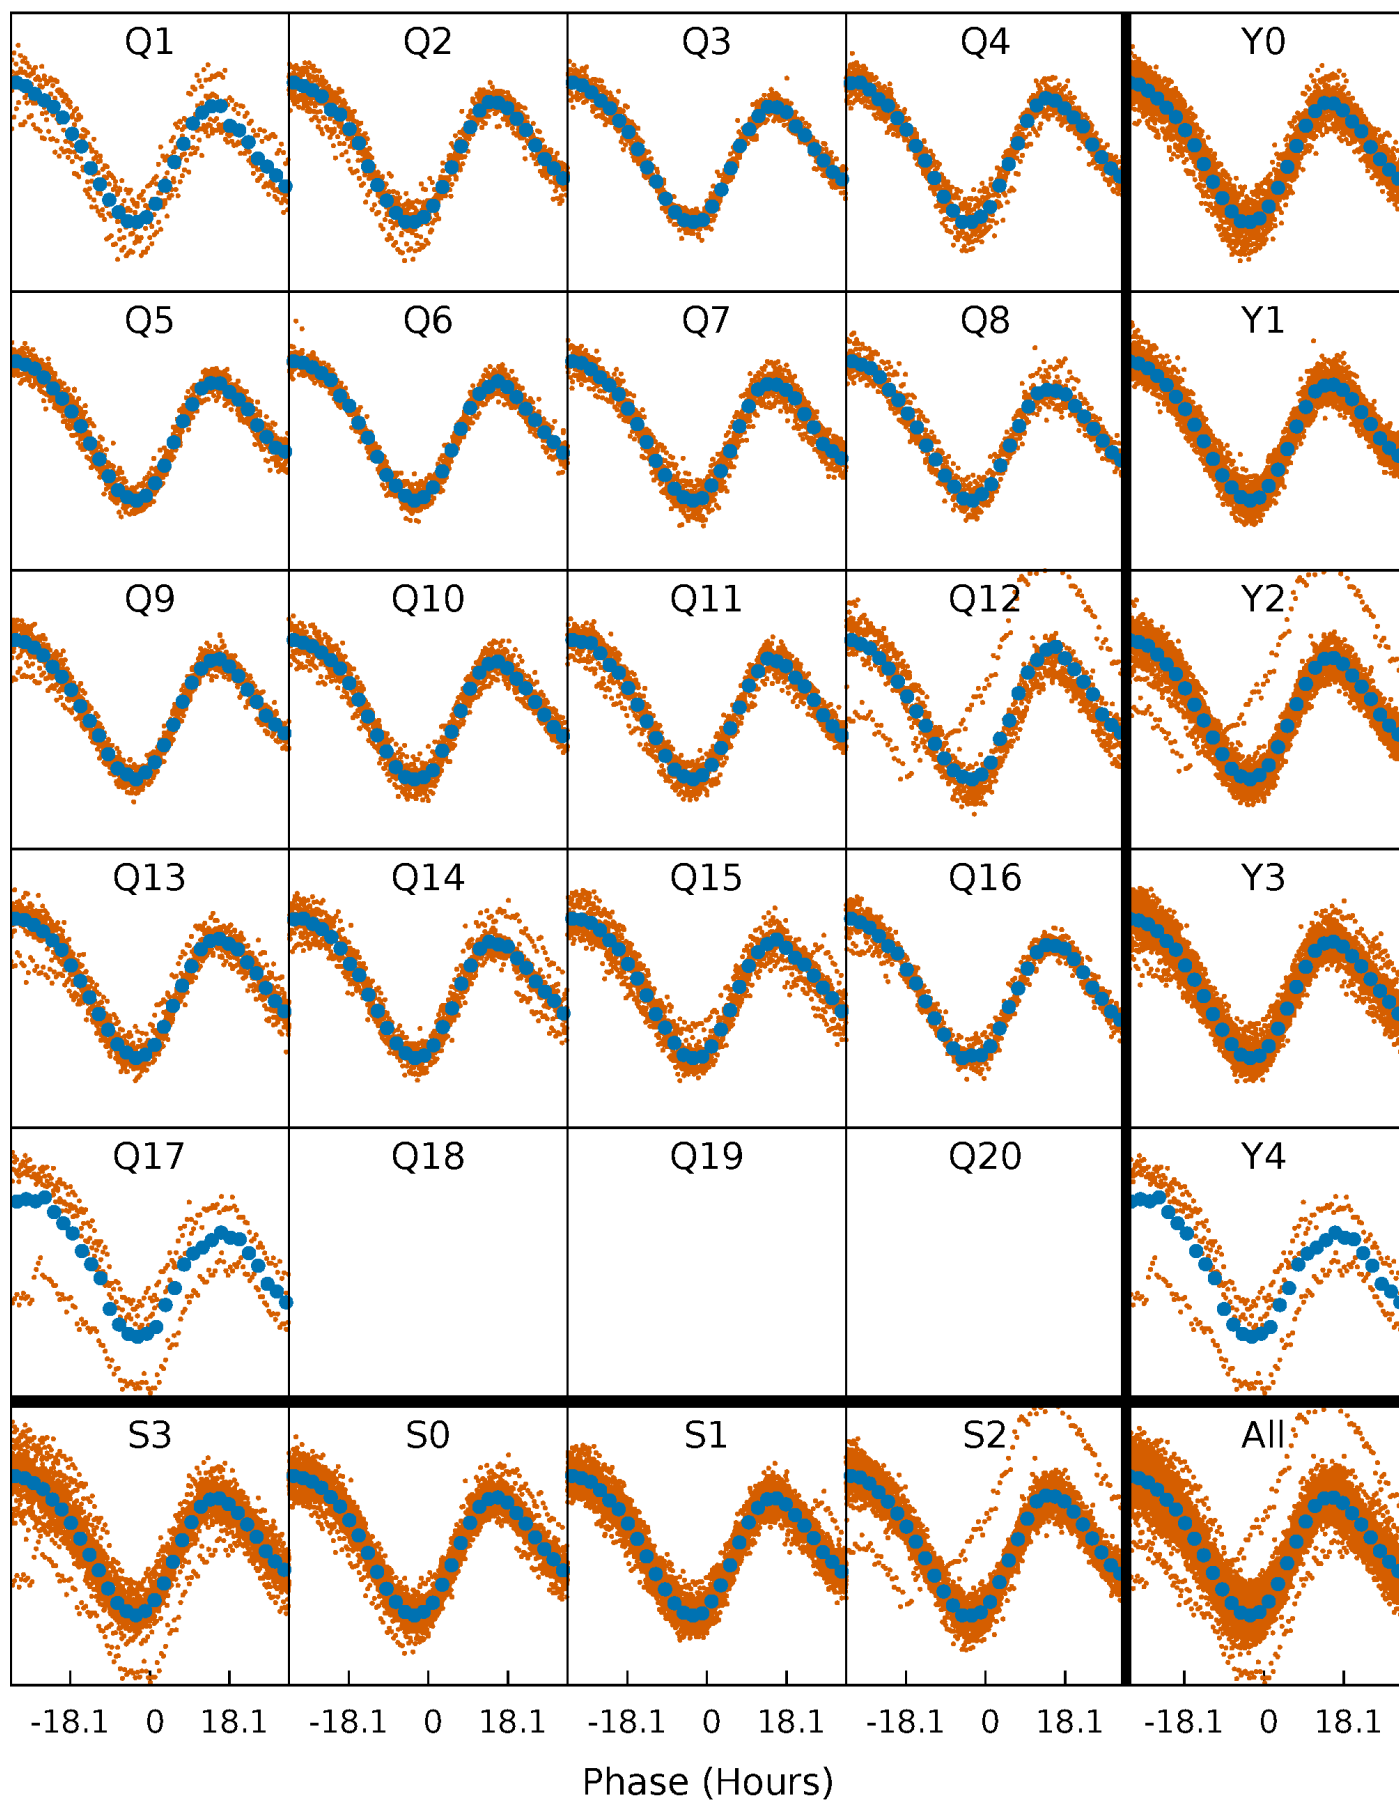 Q1 Q2 Q3 Q4 Y0
Q5 Q6 Q7 Q8 Y1
Q9 Q10 Q11 Q12 Y2
Q13 Q14 Q15 Q16 Y3
Q17 Q18 Q19 Q20 Y4
S3 S0 S1 S2 All
-18.1 0 18.1 -18.1 0 18.1 -18.1 0 18.1 -18.1 0 18.1 -18.1 0 18.1
Phase (Hours)